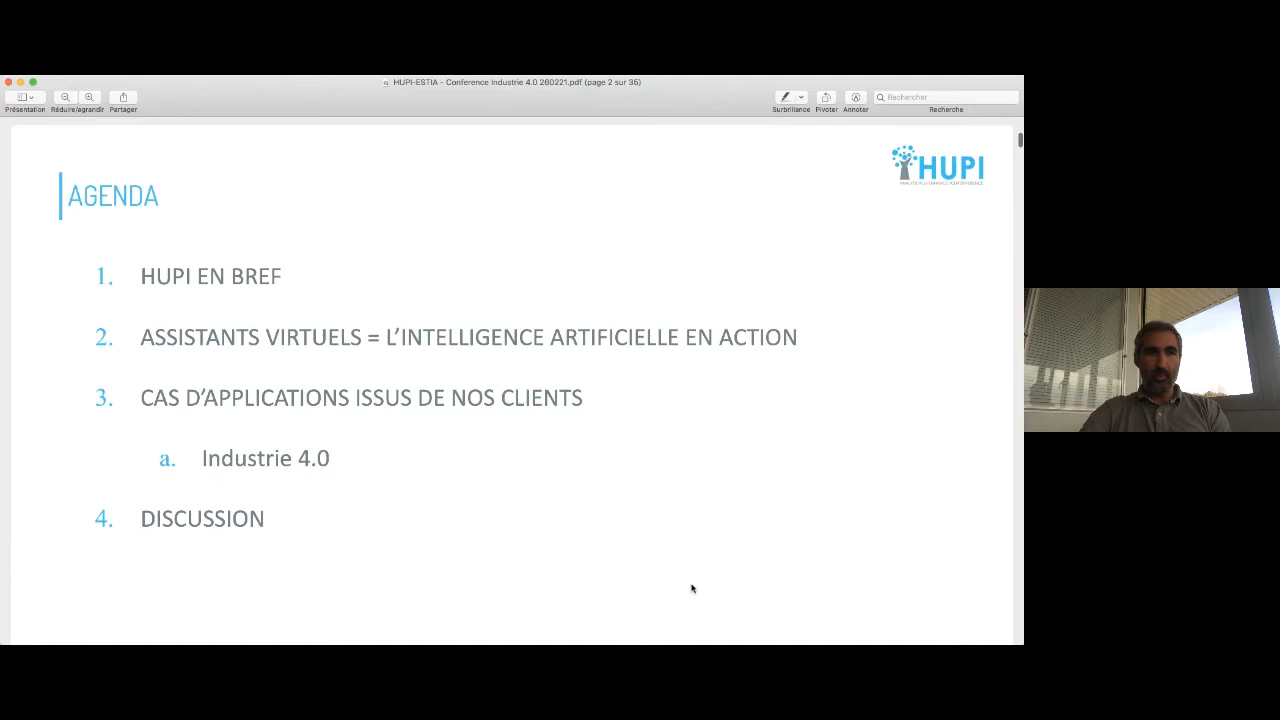 HUPI-ESTIA – Conference Industrie 4.0 260221.pdf (page 2 sur 35)
Présentation Réduire/agrandir Partager Surbrillance Pivoter Annoter Rechercher
Recherche
HUPI
AGENDA
1. HUPI EN BREF
2. ASSISTANTS VIRTUELS = L’INTELLIGENCE ARTIFICIELLE EN ACTION
3. CAS D’APPLICATIONS ISSUS DE NOS CLIENTS
a. Industrie 4.0
4. DISCUSSION